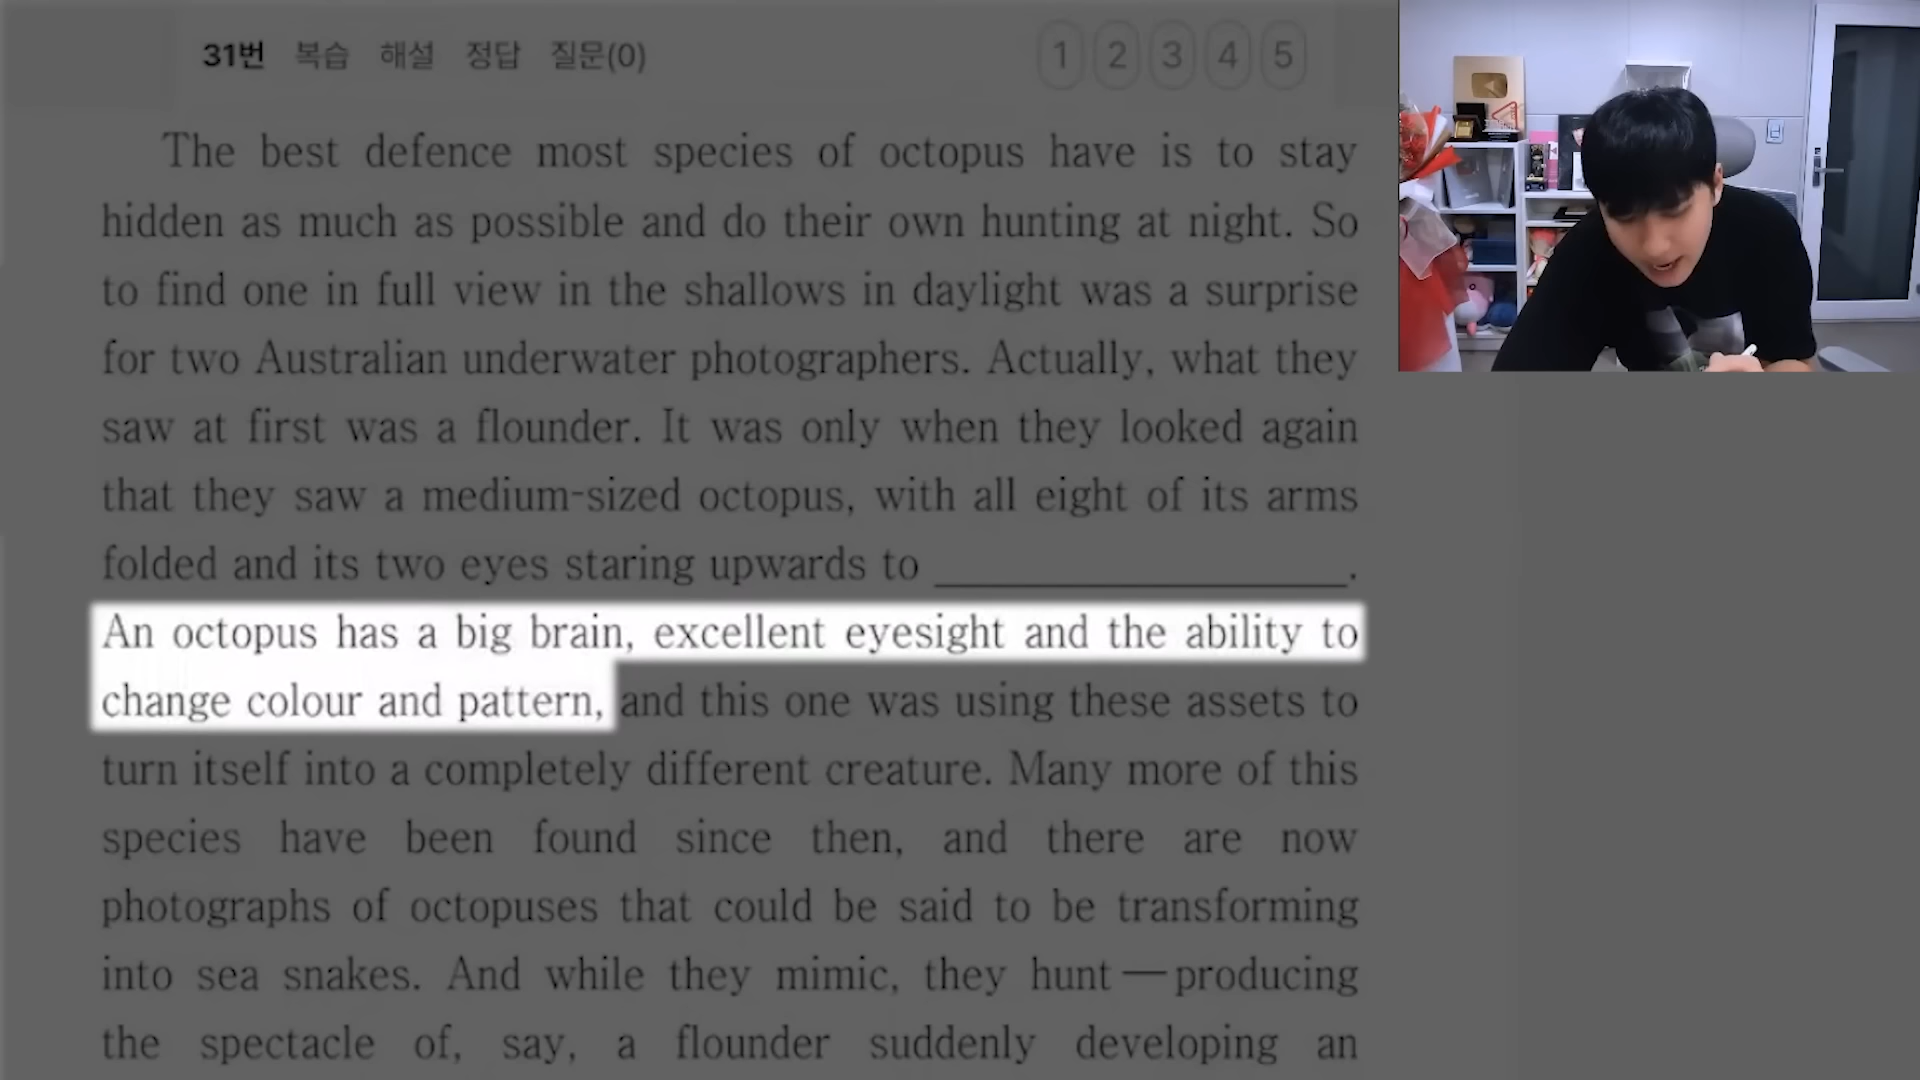 31번 복습 해설 정답 질문(0) 1 2 3 4 5
The best defence most species of octopus have is to stay
hidden as much as possible and do their own hunting at night. So
to find one in full view in the shallows in daylight was a surprise
for two Australian underwater photographers. Actually, what they
saw at first was a flounder. It was only when they looked again
that they saw a medium-sized octopus, with all eight of its arms
folded and its two eyes staring upwards to ____________.
An octopus has a big brain, excellent eyesight and the ability to
change colour and pattern, and this one was using these assets to
turn itself into a completely different creature. Many more of this
species have been found since then, and there are now
photographs of octopuses that could be said to be transforming
into sea snakes. And while they mimic, they hunt — producing
the spectacle of, say, a flounder suddenly developing an